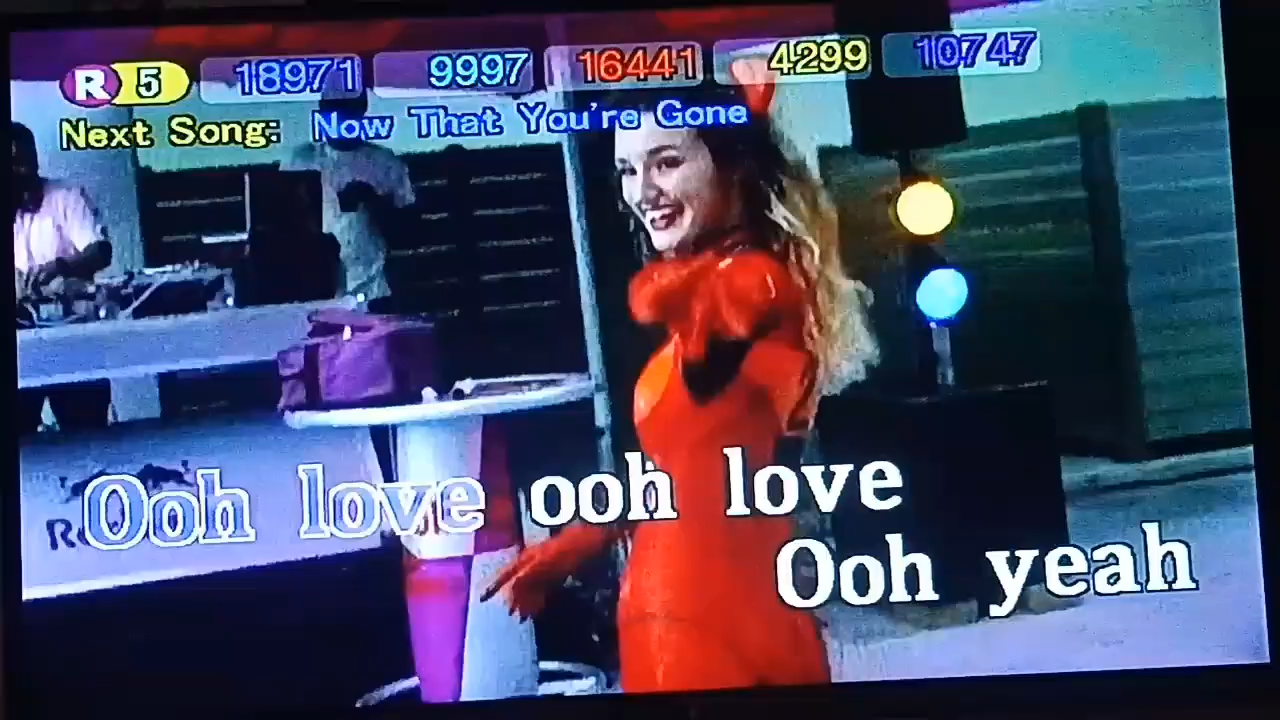 R 5 18971 9997 16441 4299 10747
Next Song: Now That You're Gone
Ooh love ooh love
Ooh yeah